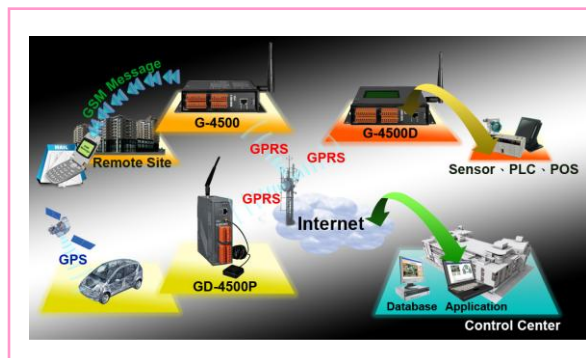 GSM Message
G-4500
G-4500D
Remote Site
GPRS
GPRS
Sensor、PLC、POS
GPRS
Internet
GPS
GD-4500P
Database
Application
Control Center